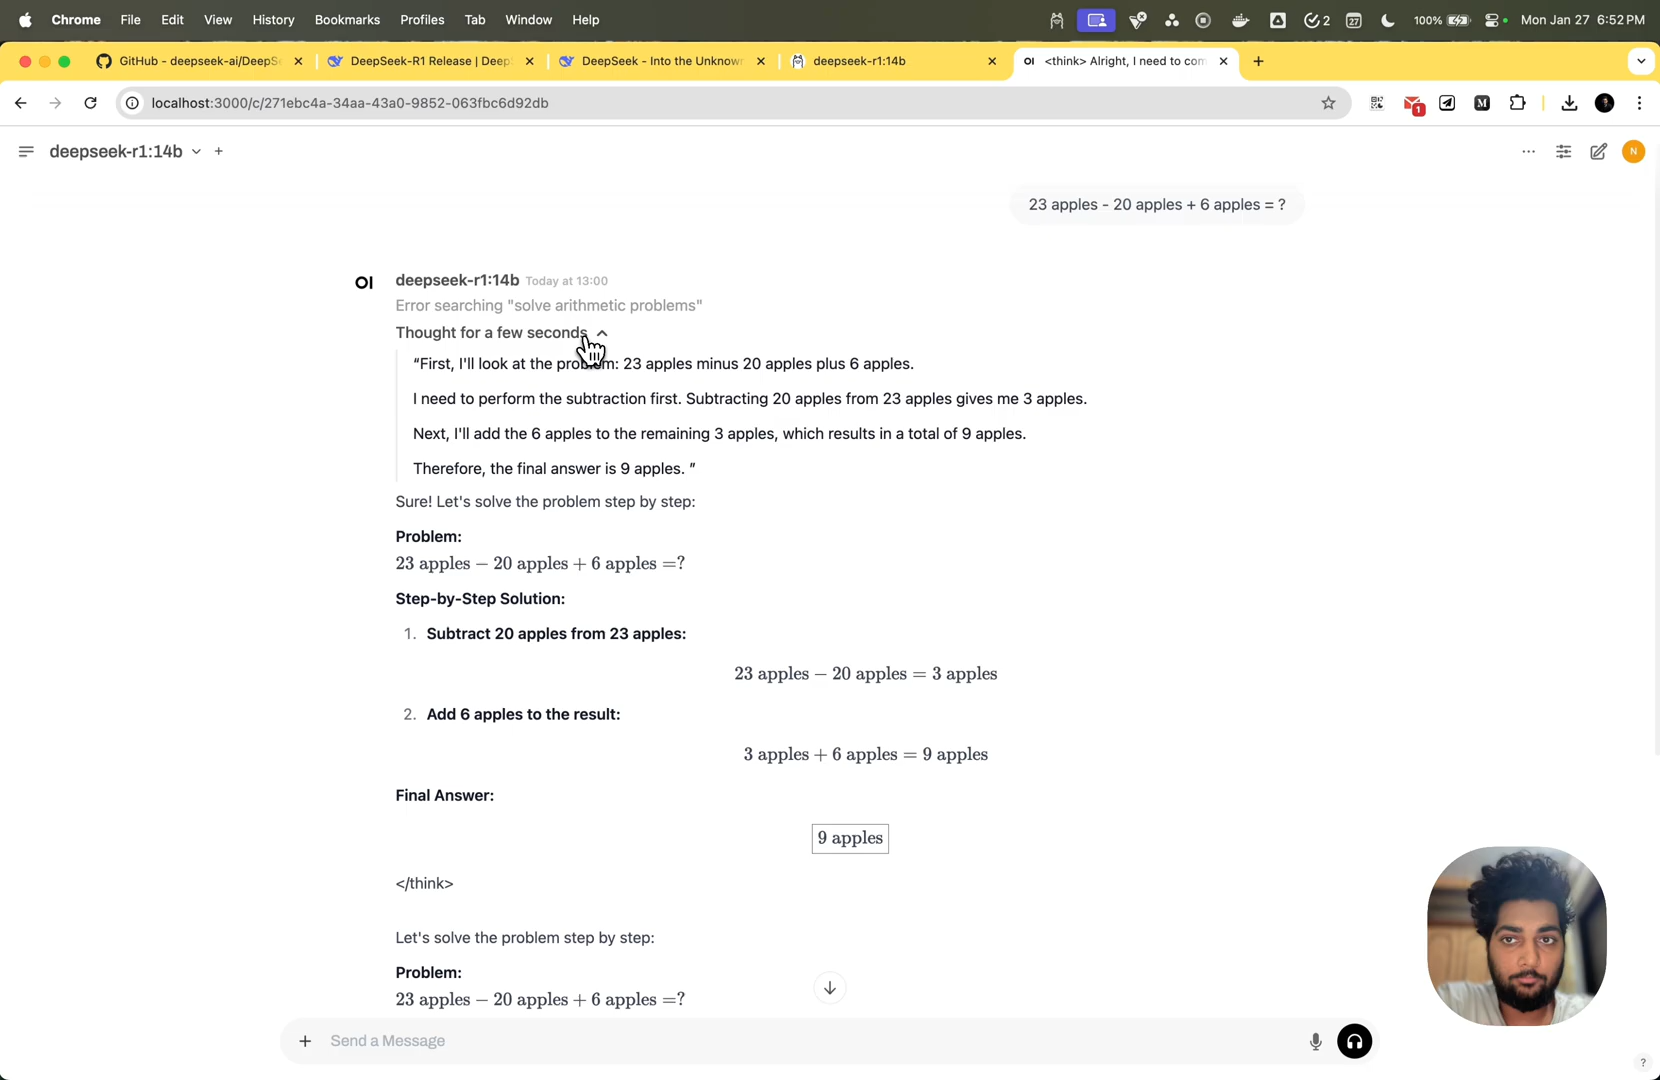 Chrome File Edit View History Bookmarks Profiles Tab Window Help 2 27 100% Mon Jan 27 6:52 PM
GitHub - deepseek-ai/DeepS DeepSeek-R1 Release | Deep DeepSeek - Into the Unknow deepseek-r1:14b OI <think> Alright, I need to com
localhost:3000/c/271ebc4a-34aa-43a0-9852-063fbc6d92db 1 M
deepseek-r1:14b N
23 apples - 20 apples + 6 apples = ?
OI deepseek-r1:14b Today at 13:00
Error searching "solve arithmetic problems"
Thought for a few seconds
“First, I'll look at the problem: 23 apples minus 20 apples plus 6 apples.
I need to perform the subtraction first. Subtracting 20 apples from 23 apples gives me 3 apples.
Next, I'll add the 6 apples to the remaining 3 apples, which results in a total of 9 apples.
Therefore, the final answer is 9 apples. ”
Sure! Let's solve the problem step by step:
Problem:
23 apples − 20 apples + 6 apples =?
Step-by-Step Solution:
1. Subtract 20 apples from 23 apples:
23 apples − 20 apples = 3 apples
2. Add 6 apples to the result:
3 apples + 6 apples = 9 apples
Final Answer:
9 apples
</think>
Let's solve the problem step by step:
Problem:
23 apples − 20 apples + 6 apples =?
Send a Message
?